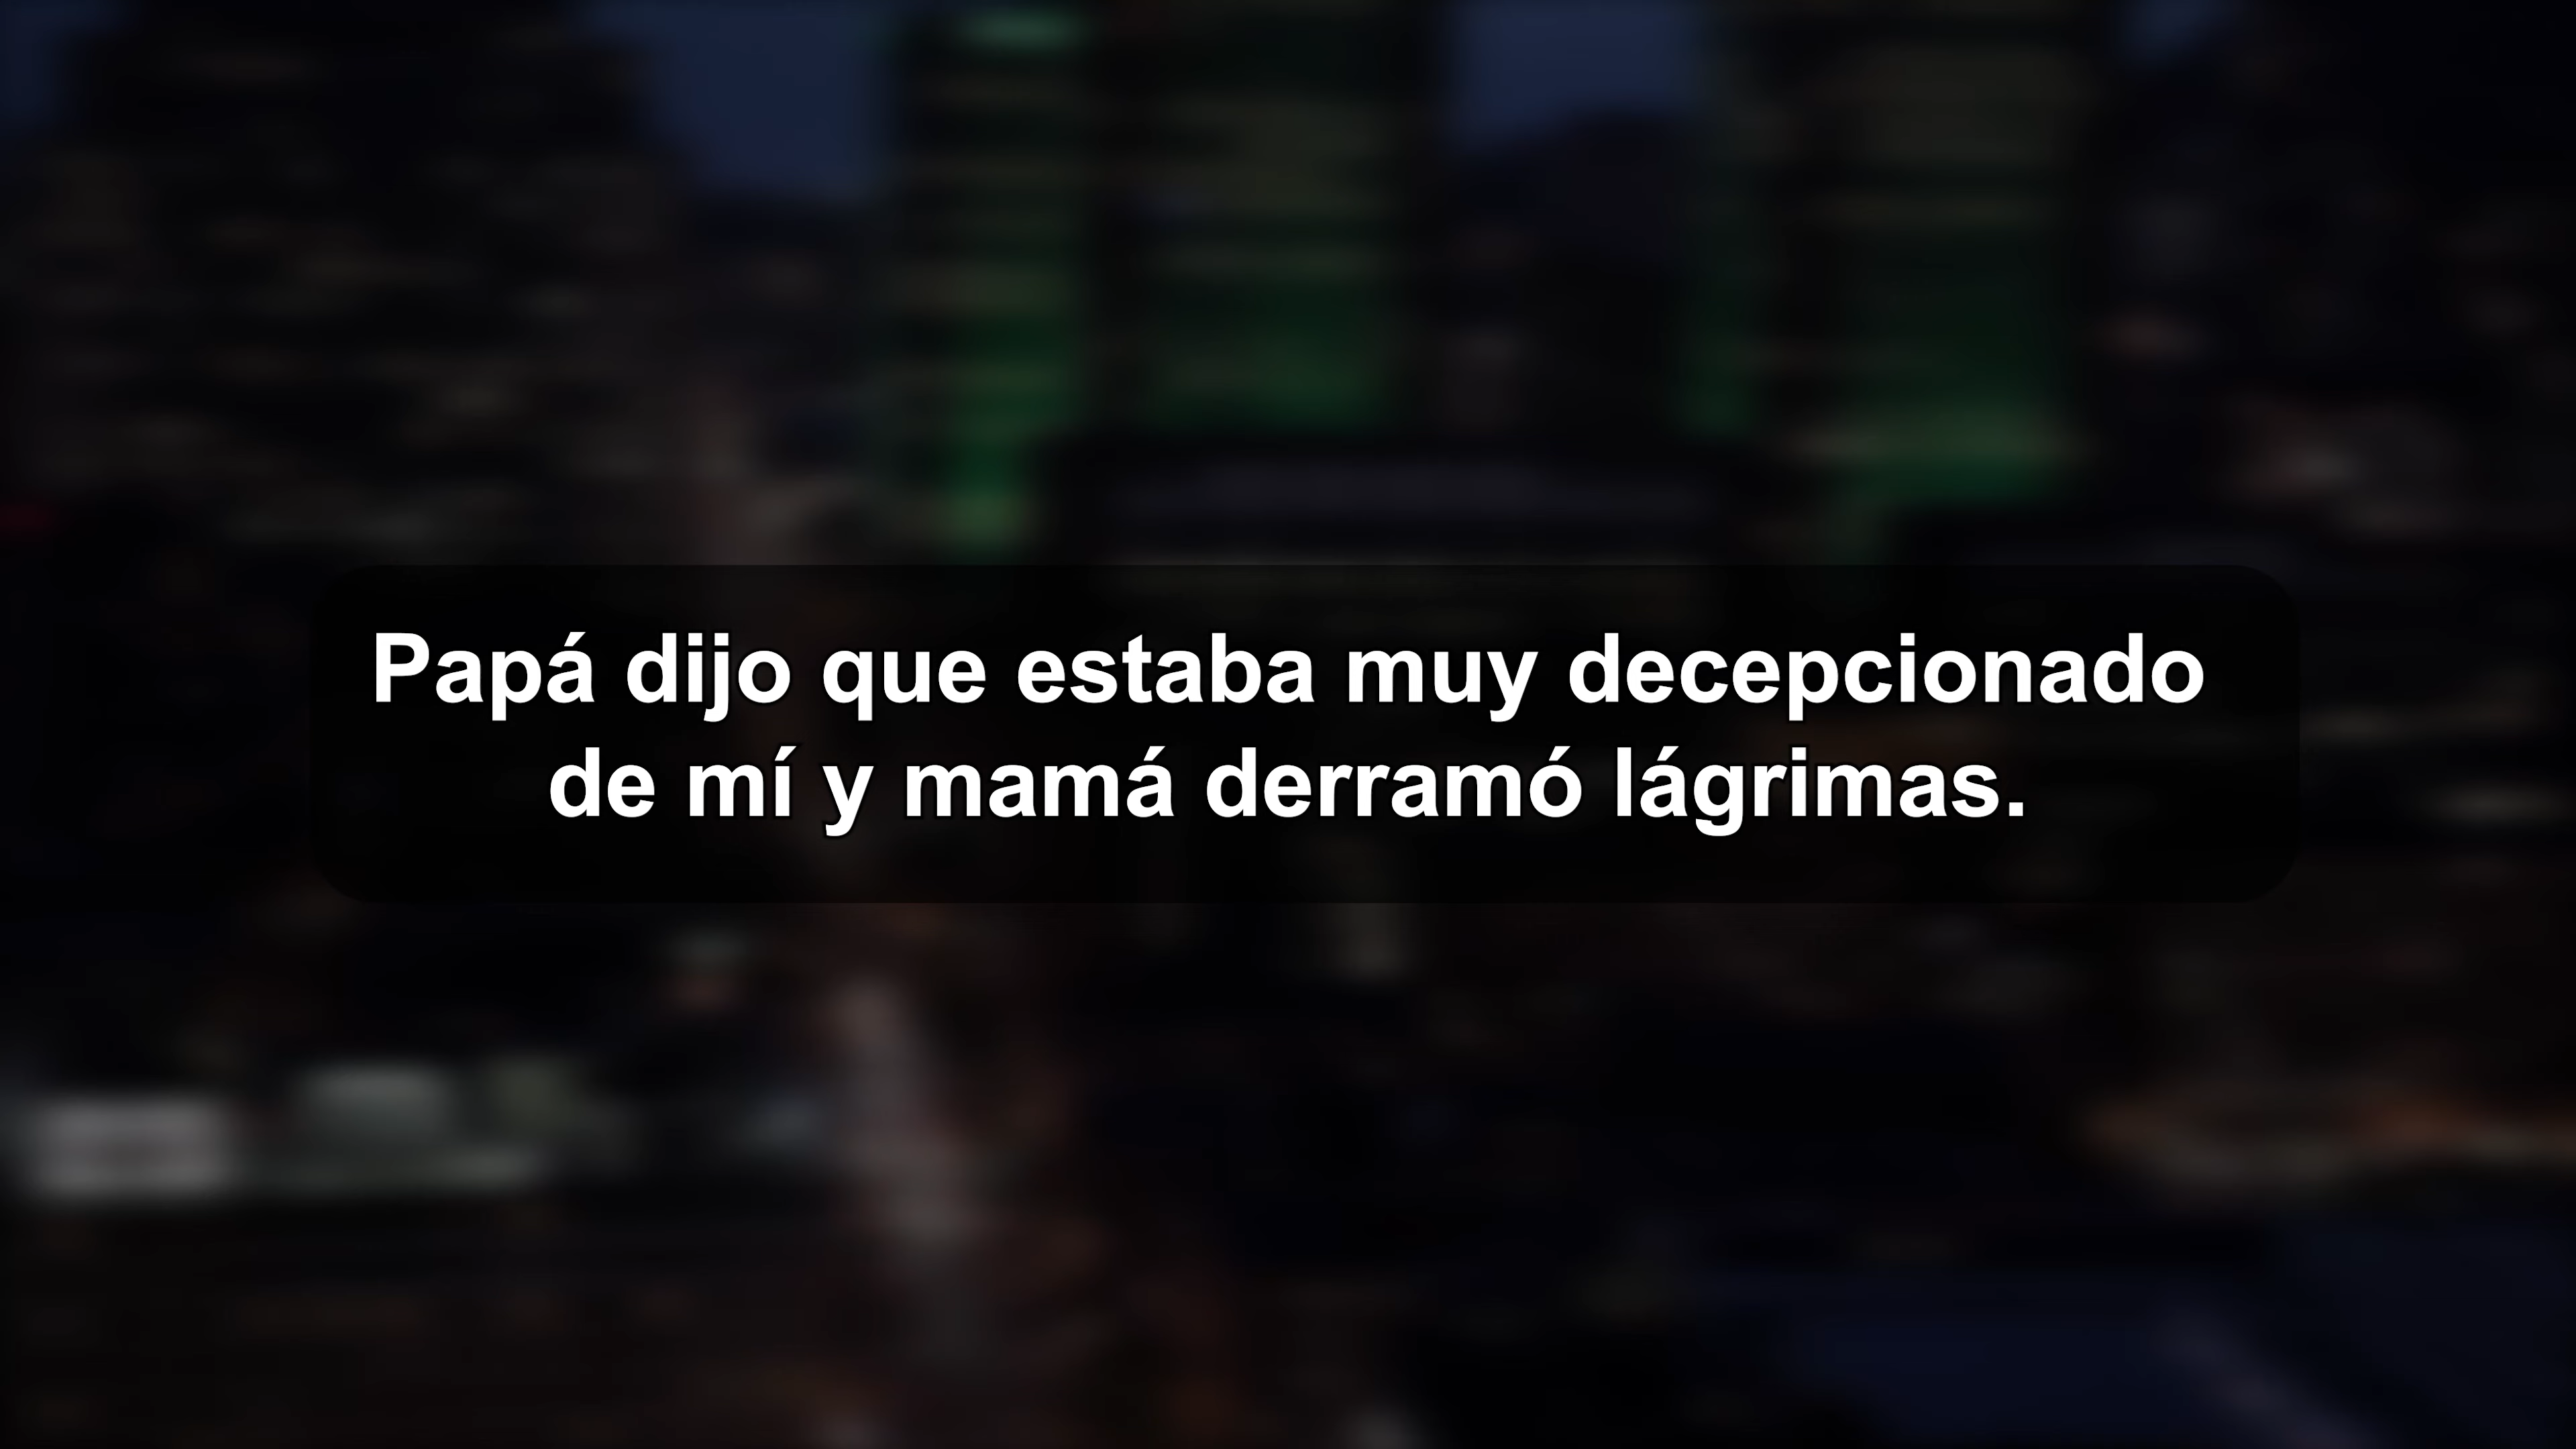 Papá dijo que estaba muy decepcionado
de mí y mamá derramó lágrimas.